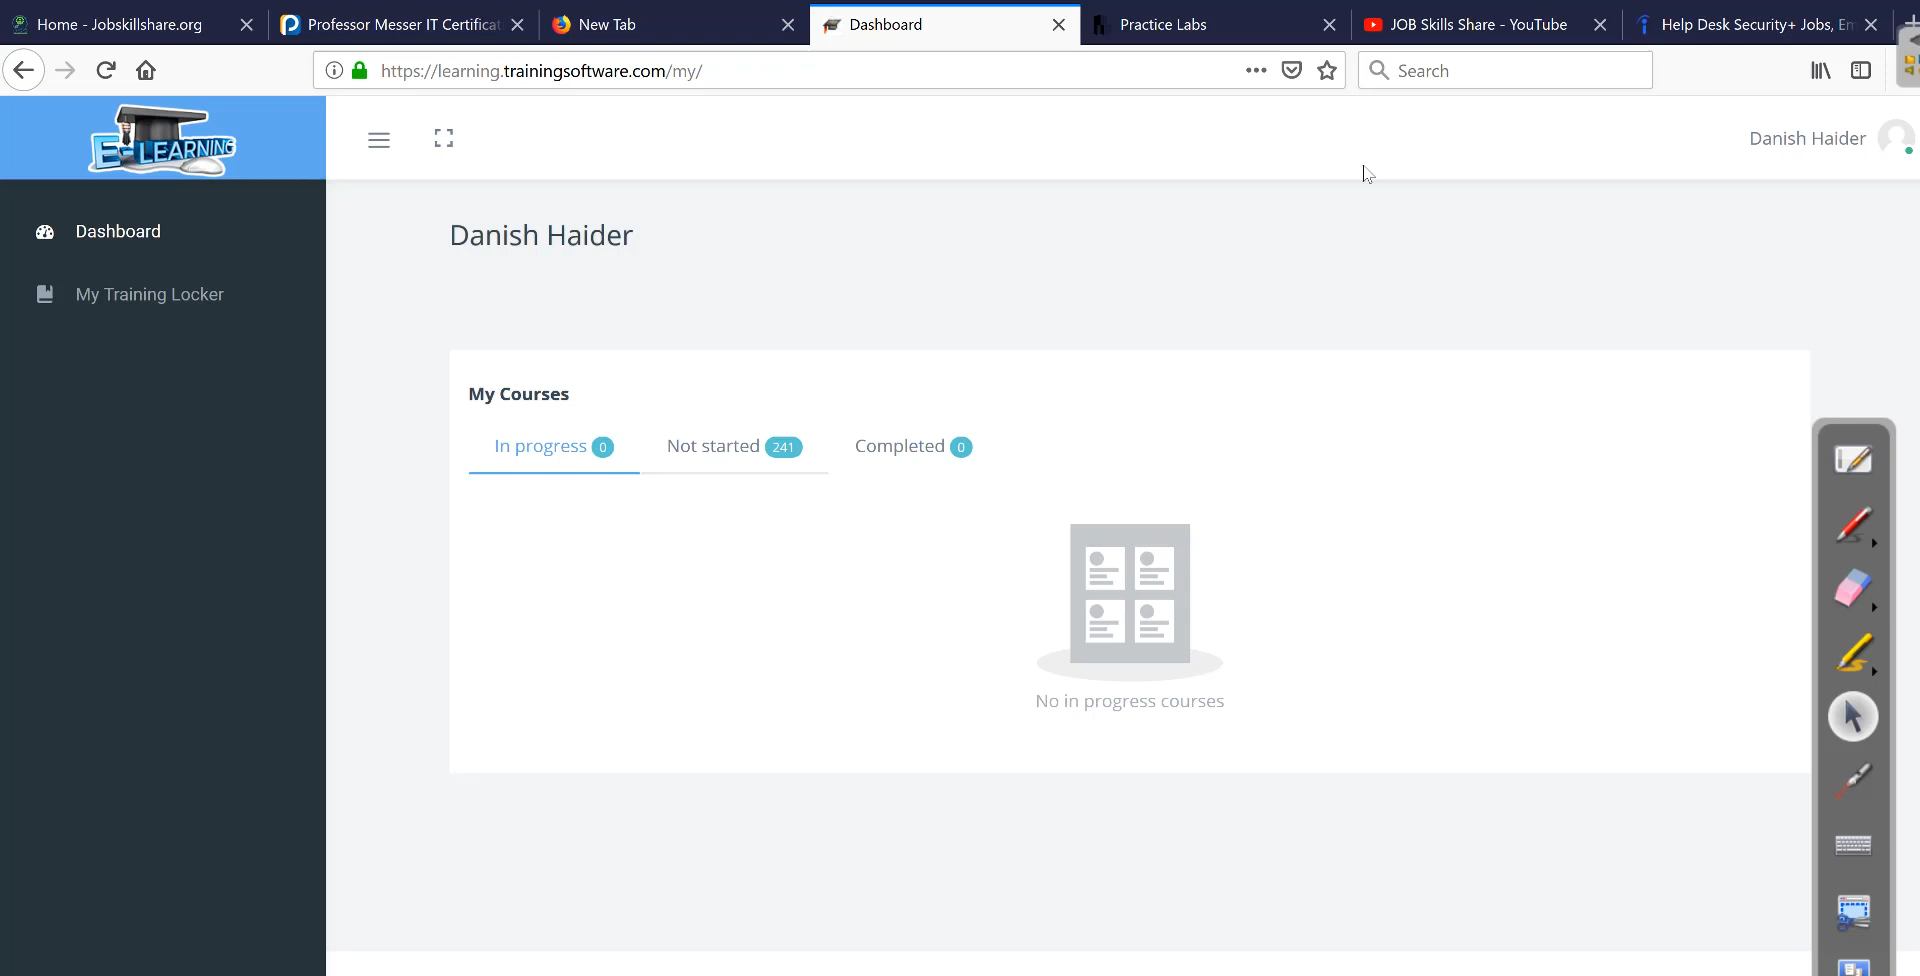 Home - Jobskillshare.org
Professor Messer IT Certificat
New Tab
Dashboard
Practice Labs
JOB Skills Share - YouTube
Help Desk Security+ Jobs, Em
https://learning.trainingsoftware.com/my/
Search
E-LEARNING
Danish Haider
Dashboard
My Training Locker
Danish Haider
My Courses
In progress 0
Not started 241
Completed 0
No in progress courses